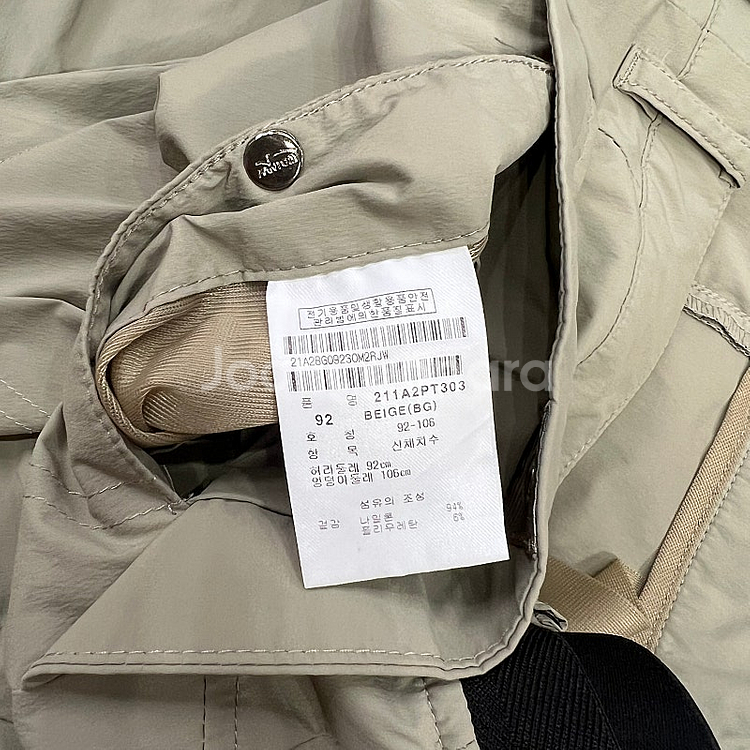 전기용품및생활용품안전
관리법에의한품질표시
21A2BG0923OM2RJW
품 명 211A2PT303
92 BEIGE(BG)
호 칭 92-106
항 목 신체치수
허리둘레 92cm
엉덩이둘레 106cm
섬유의 조성
겉감 나일론 94%
폴리우레탄 6%